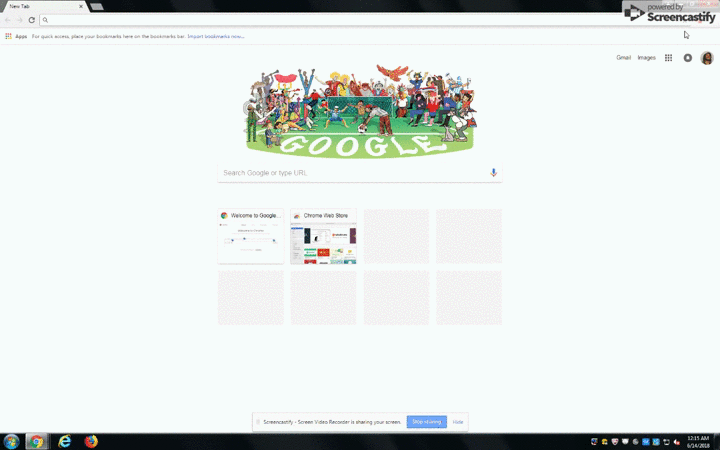 New Tab
powered by
Screencastify
Apps For quick access, place your bookmarks here on the bookmarks bar. Import bookmarks now...
Gmail Images
GOOGLE
Search Google or type URL
Welcome to Google...
Chrome Web Store
Screencastify - Screen Video Recorder is sharing your screen. Stop sharing Hide
12:15 AM
6/14/2018